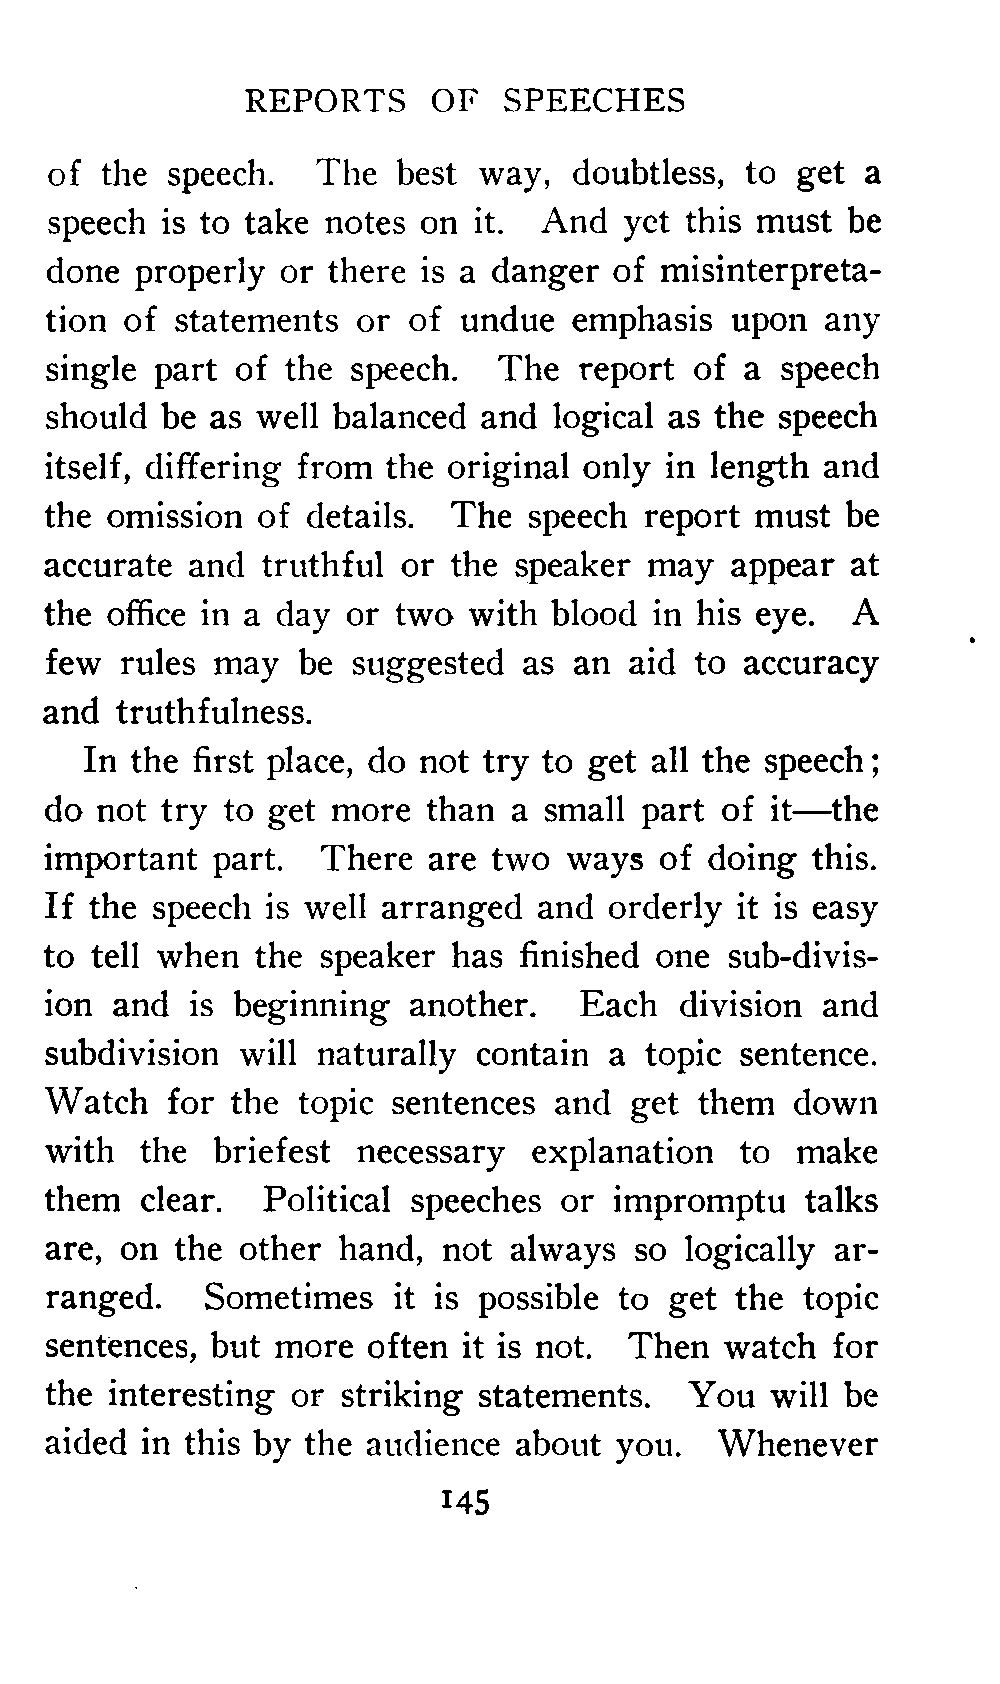 REPORTS OF SPEECHES
of the speech. The best way, doubtless, to get a
speech is to take notes on it. And yet this must be
done properly or there is a danger of misinterpreta-
tion of statements or of undue emphasis upon any
single part of the speech. The report of a speech
should be as well balanced and logical as the speech
itself, differing from the original only in length and
the omission of details. The speech report must be
accurate and truthful or the speaker may appear at
the office in a day or two with blood in his eye. A
few rules may be suggested as an aid to accuracy
and truthfulness.
In the first place, do not try to get all the speech;
do not try to get more than a small part of it—the
important part. There are two ways of doing this.
If the speech is well arranged and orderly it is easy
to tell when the speaker has finished one sub-divis-
ion and is beginning another. Each division and
subdivision will naturally contain a topic sentence.
Watch for the topic sentences and get them down
with the briefest necessary explanation to make
them clear. Political speeches or impromptu talks
are, on the other hand, not always so logically ar-
ranged. Sometimes it is possible to get the topic
sentences, but more often it is not. Then watch for
the interesting or striking statements. You will be
aided in this by the audience about you. Whenever
145